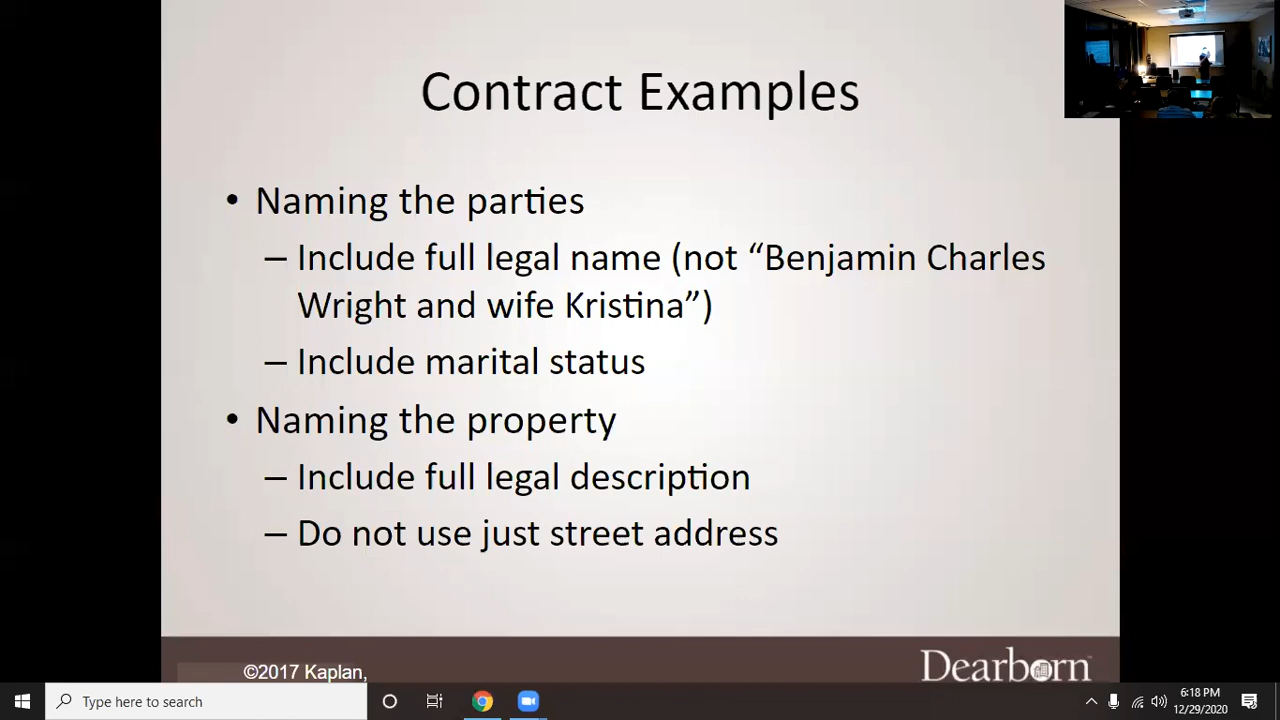 Contract Examples
• Naming the parties
– Include full legal name (not “Benjamin Charles
Wright and wife Kristina”)
– Include marital status
• Naming the property
– Include full legal description
– Do not use just street address
©2017 Kaplan,
Dearborn
Type here to search
6:18 PM
12/29/2020